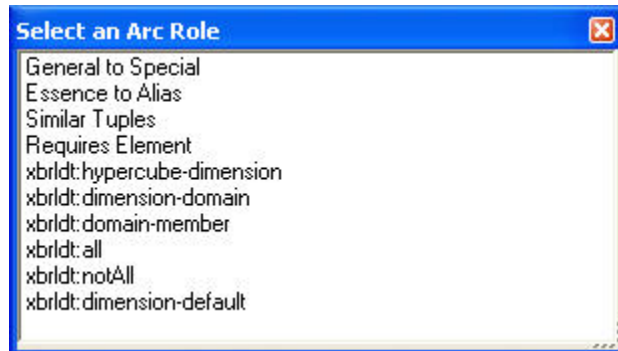 Select an Arc Role
General to Special
Essence to Alias
Similar Tuples
Requires Element
xbrldt:hypercube-dimension
xbrldt:dimension-domain
xbrldt:domain-member
xbrldt:all
xbrldt:notAll
xbrldt:dimension-default